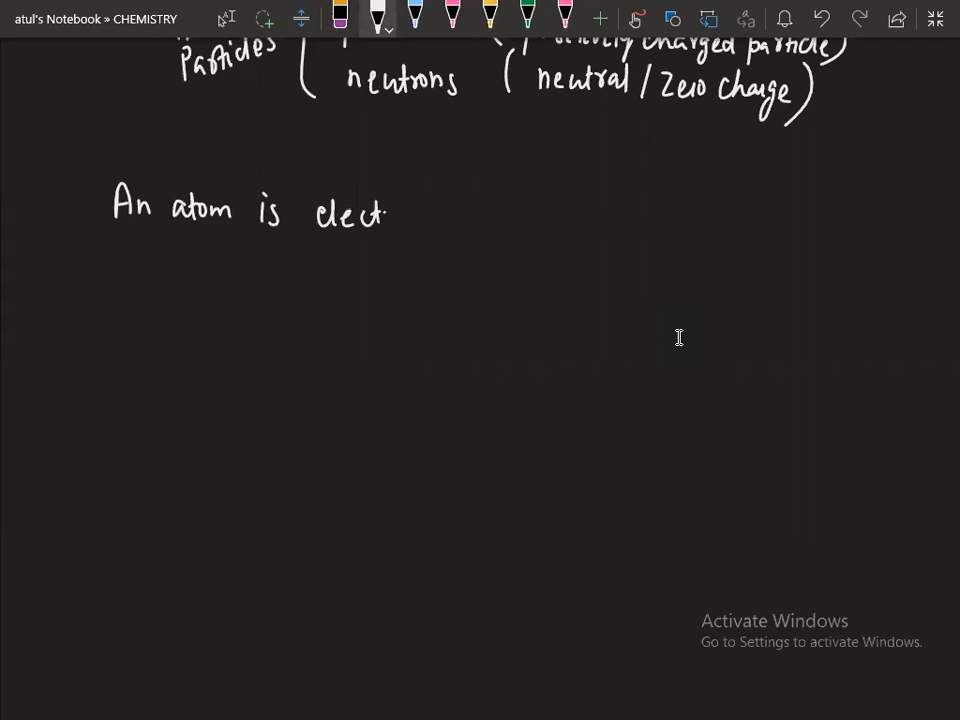 atul's Notebook » CHEMISTRY
charged particle)
Particles
neutrons (neutral / Zero charge)
An atom is elect
Activate Windows
Go to Settings to activate Windows.